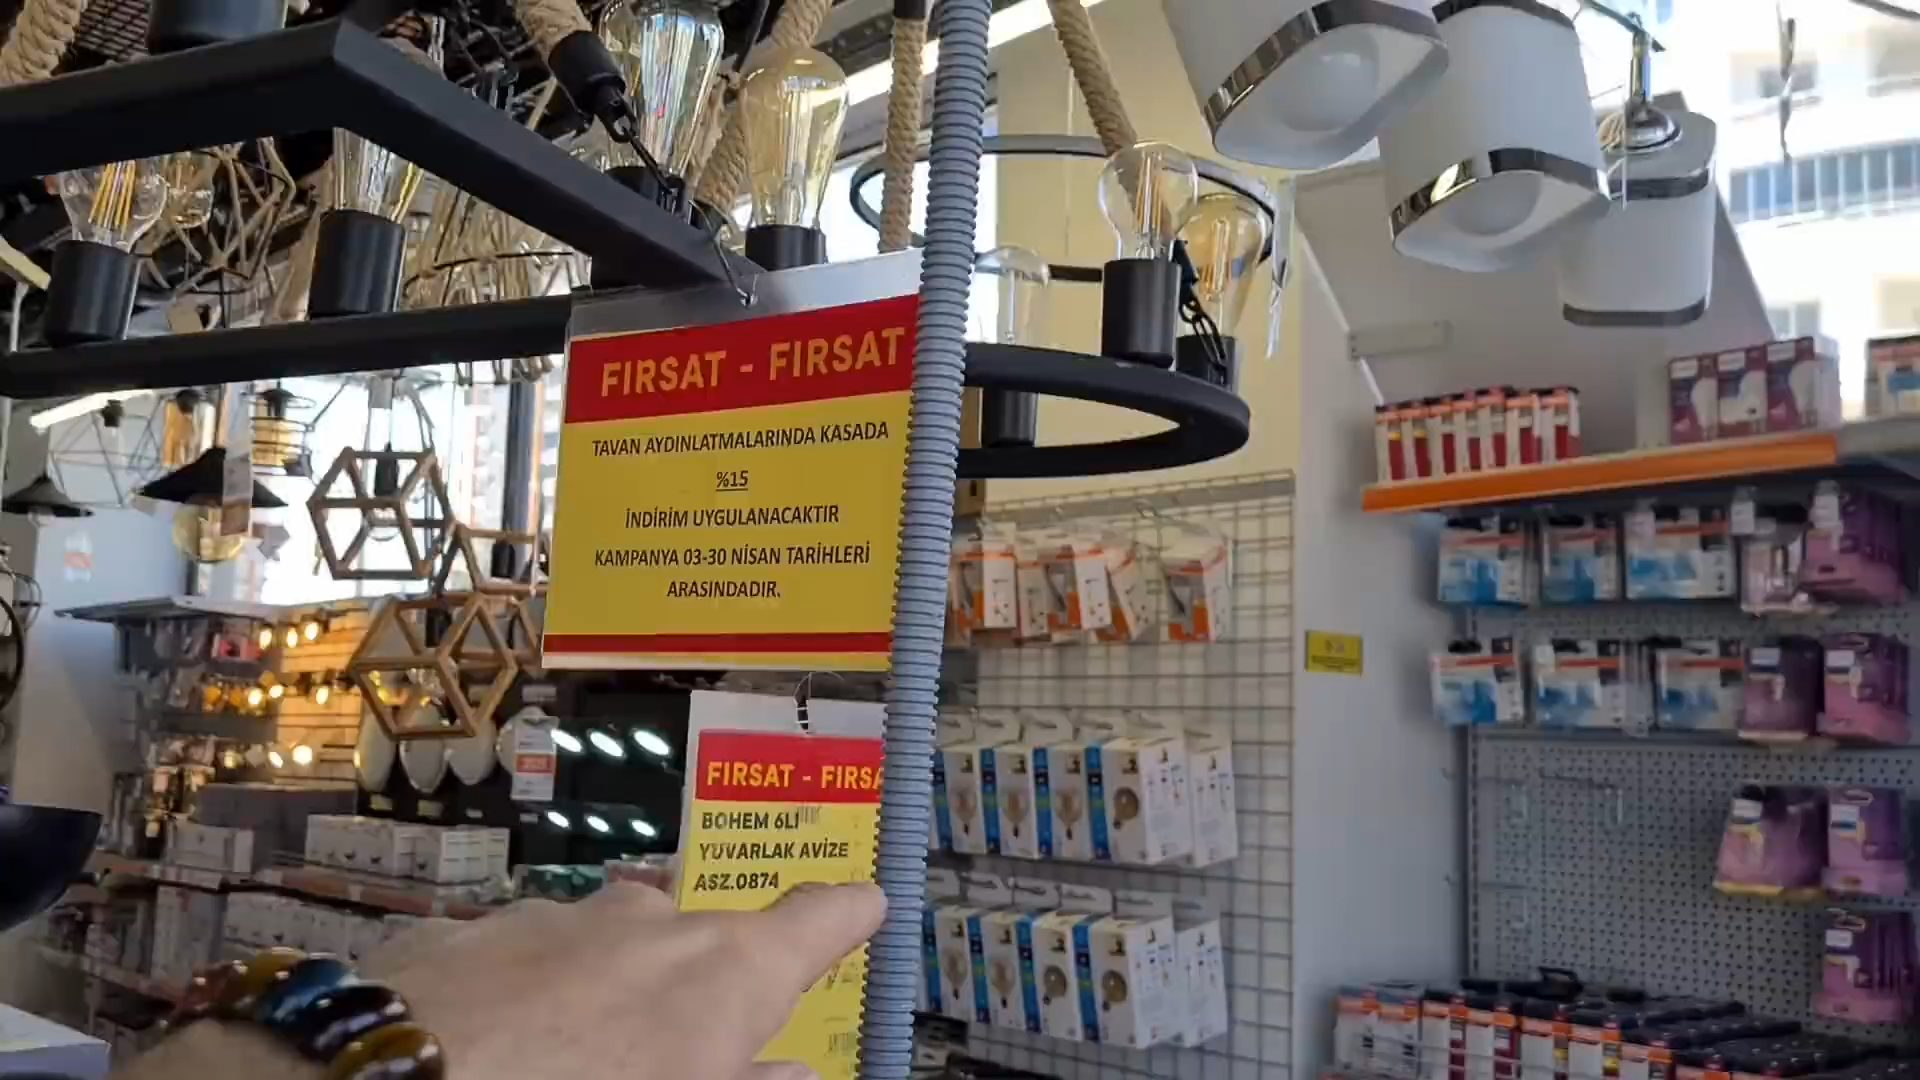 FIRSAT - FIRSAT
TAVAN AYDINLATMALARINDA KASADA
%15
İNDİRİM UYGULANACAKTIR
KAMPANYA 03-30 NİSAN TARİHLERİ
ARASINDADIR.
FIRSAT - FIRSA
BOHEM 6LI
YUVARLAK AVİZE
ASZ.0874